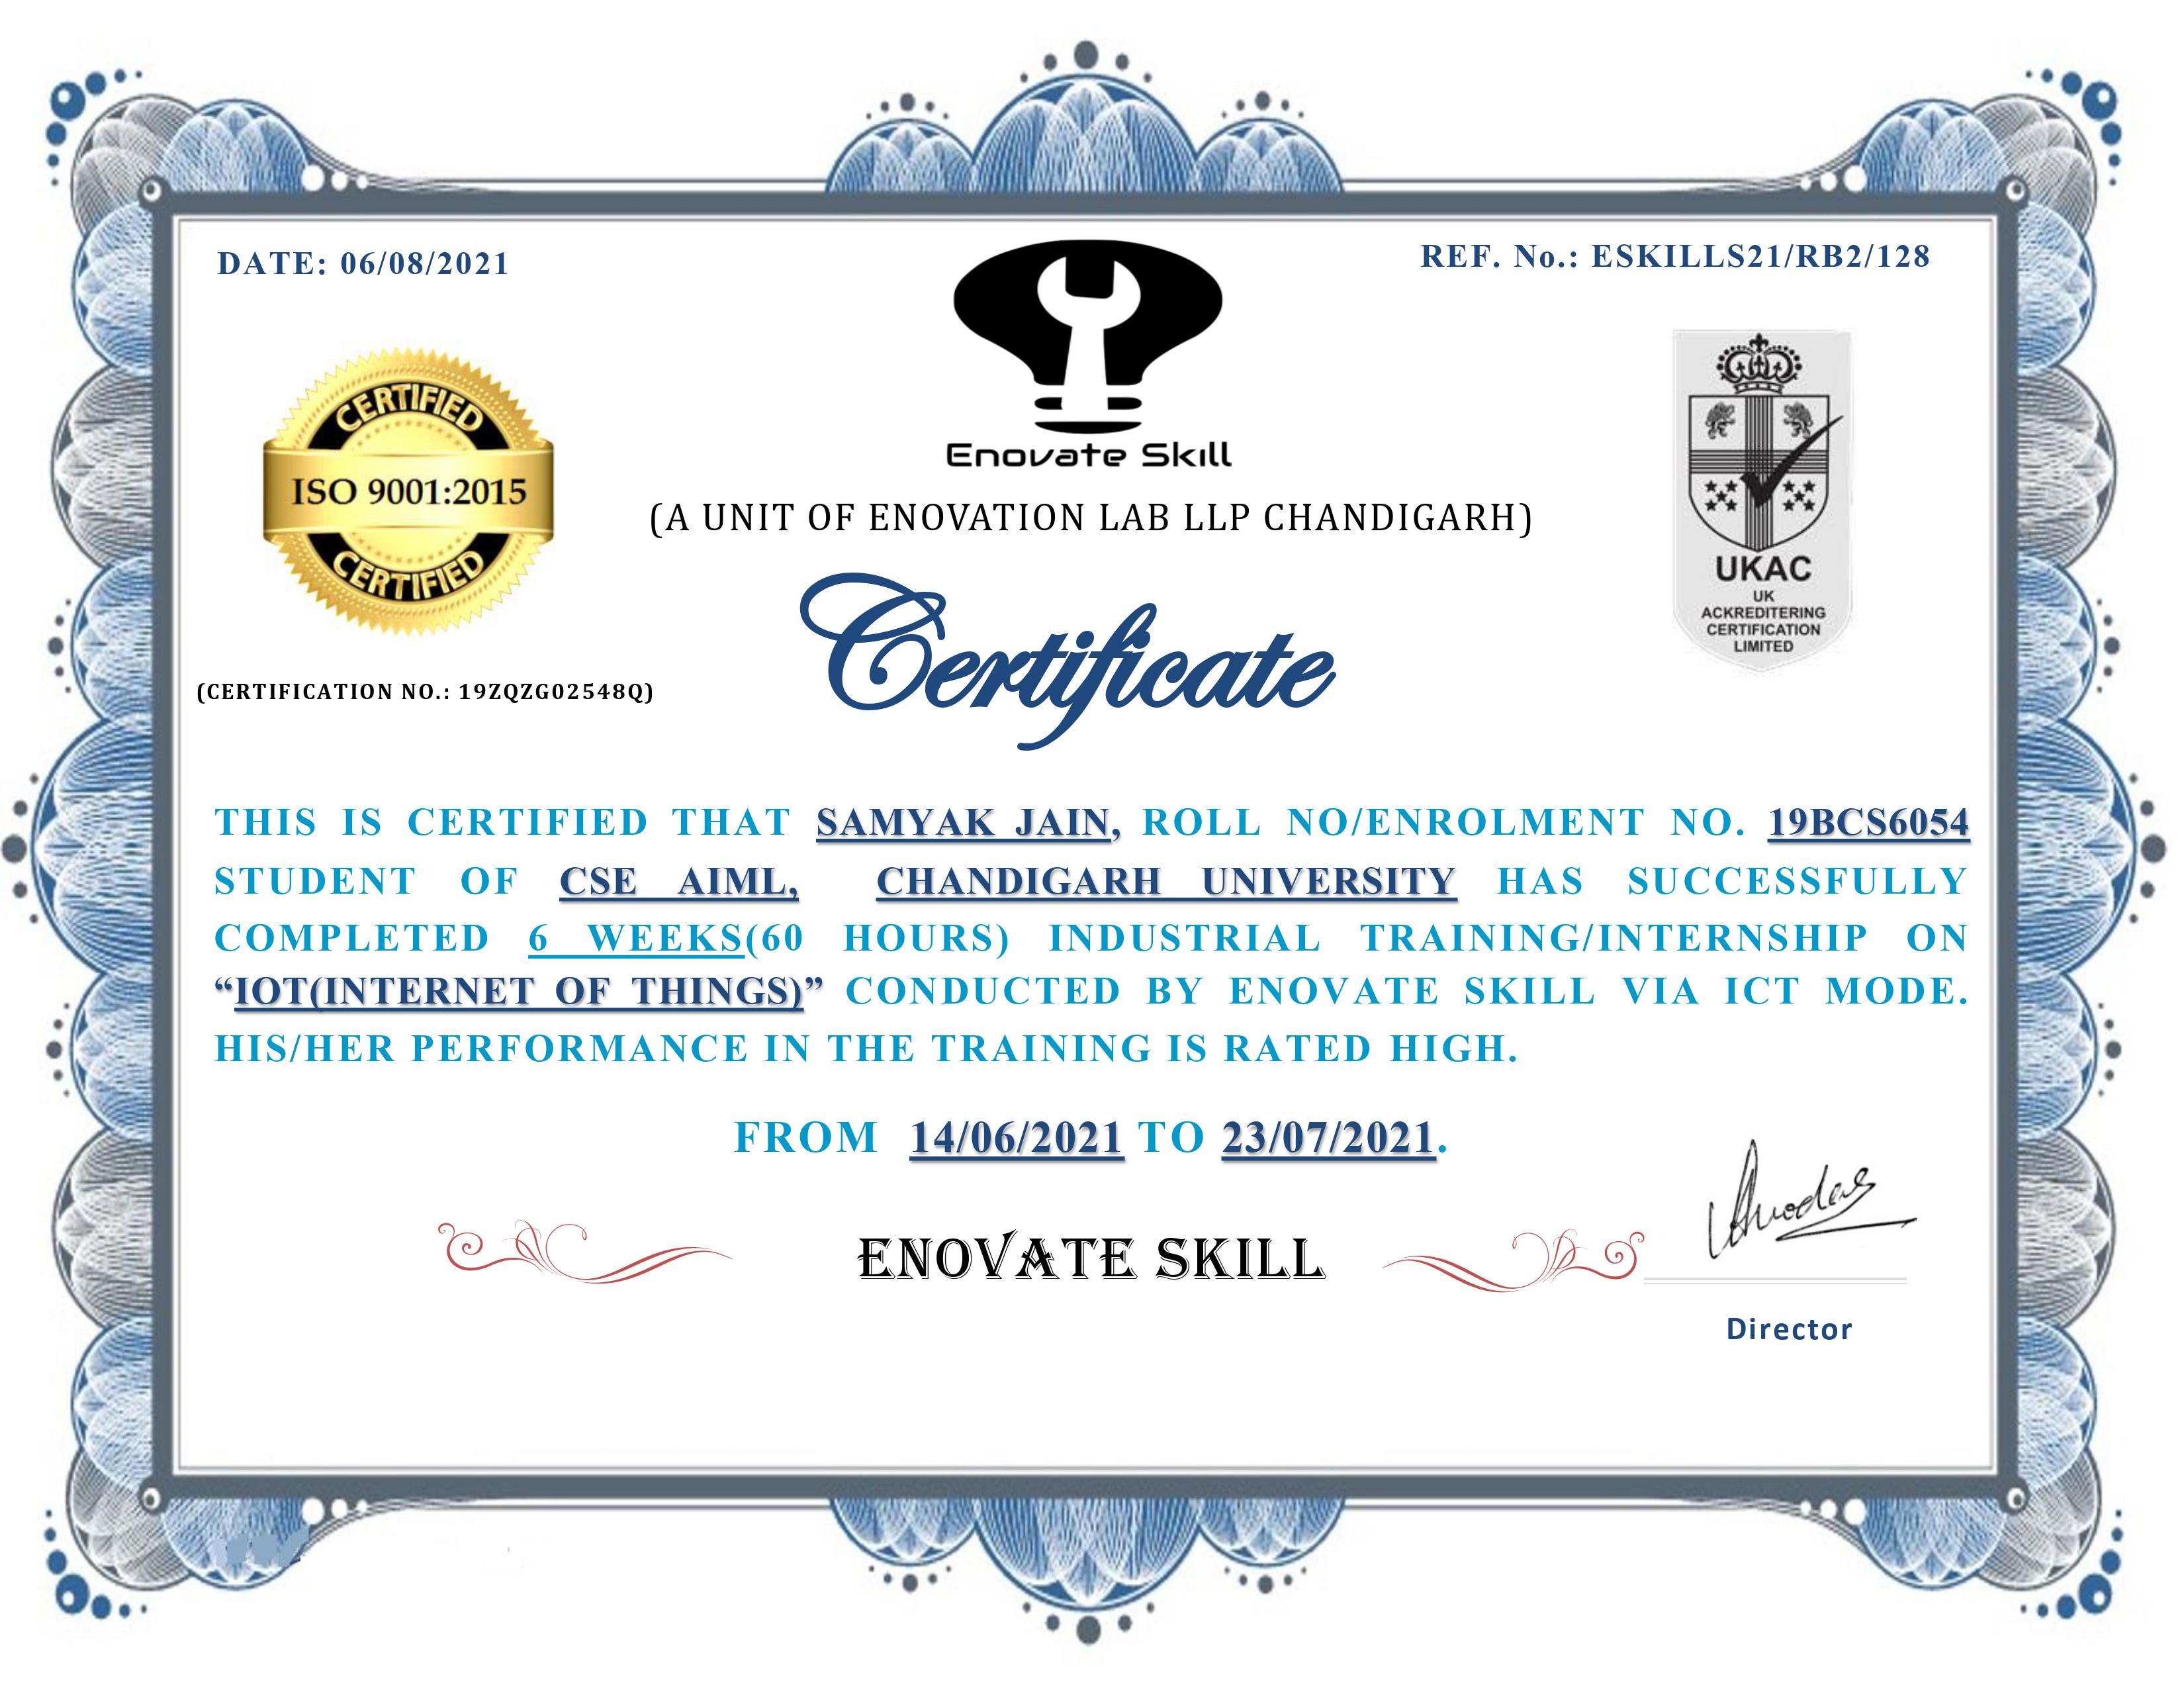 DATE: 06/08/2021
REF. No.: ESKILLS21/RB2/128
Enovate Skill
CERTIFIED
ISO 9001:2015
CERTIFIED
(A UNIT OF ENOVATION LAB LLP CHANDIGARH)
UKAC
UK
ACKREDITERING
CERTIFICATION
LIMITED
Certificate
(CERTIFICATION NO.: 19ZQZG02548Q)
THIS IS CERTIFIED THAT SAMYAK JAIN, ROLL NO/ENROLMENT NO. 19BCS6054
STUDENT OF CSE AIML, CHANDIGARH UNIVERSITY HAS SUCCESSFULLY
COMPLETED 6 WEEKS(60 HOURS) INDUSTRIAL TRAINING/INTERNSHIP ON
“IOT(INTERNET OF THINGS)” CONDUCTED BY ENOVATE SKILL VIA ICT MODE.
HIS/HER PERFORMANCE IN THE TRAINING IS RATED HIGH.
FROM 14/06/2021 TO 23/07/2021.
ENOVATE SKILL
Director